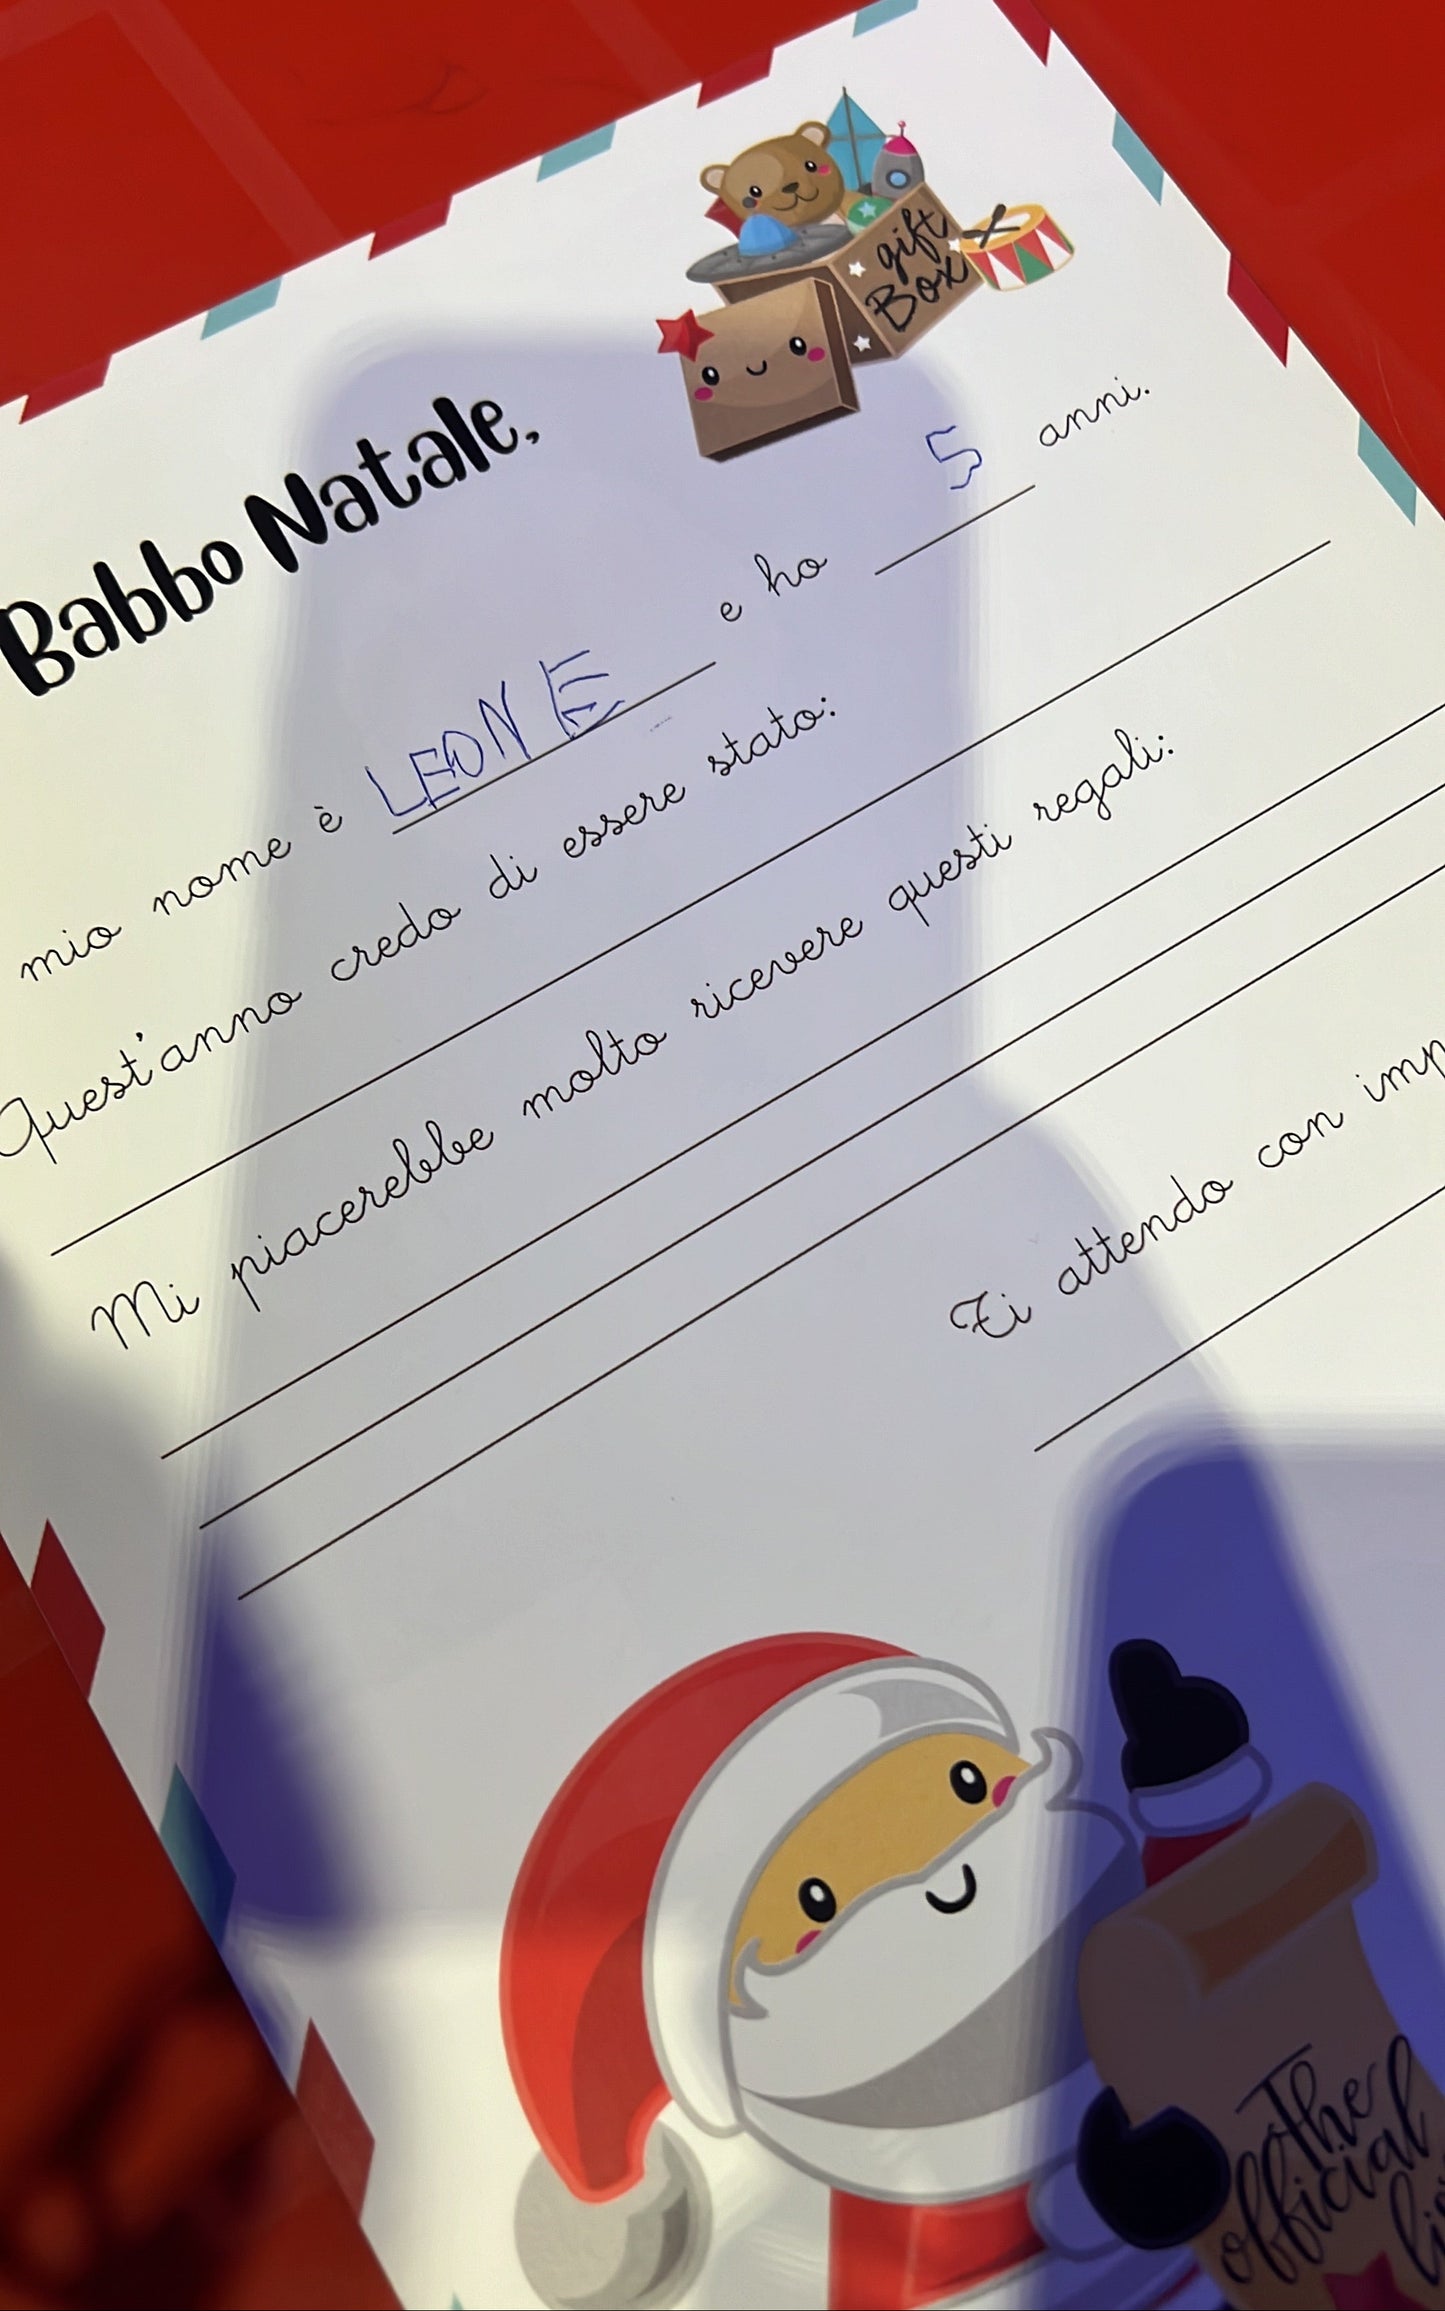 gift
Box
Babbo Natale,
mio nome è LEONE e ho 5 anni.
Quest'anno credo di essere stato:
Mi piacerebbe molto ricevere questi regali:
Ti attendo con
The
official